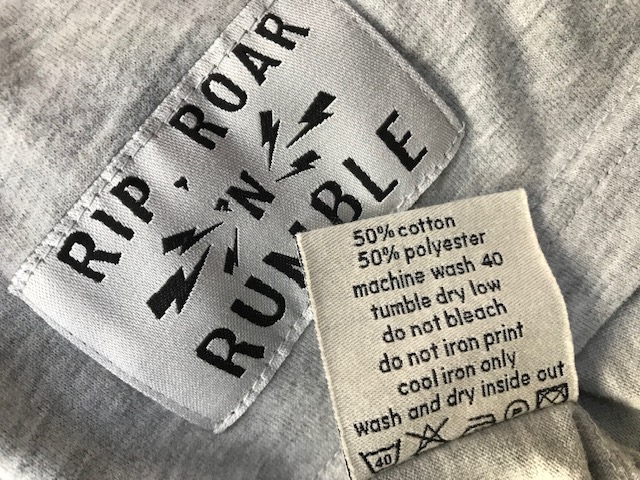 RIP, ROAR
'N
RUMBLE
50% cotton
50% polyester
machine wash 40
tumble dry low
do not bleach
do not iron print
cool iron only
wash and dry inside out
40